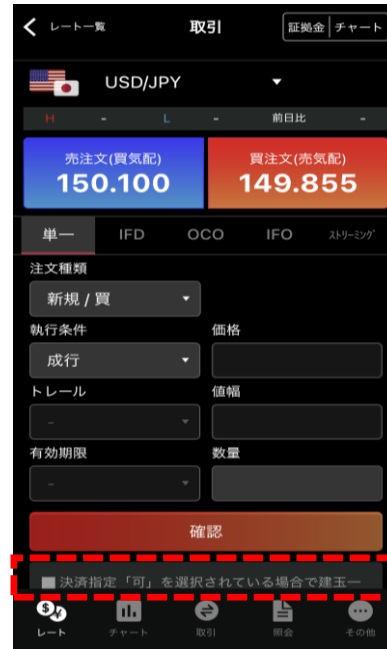 レート一覧 取引 証拠金 チャート
USD/JPY
H - L - 前日比 -
売注文(買気配) 買注文(売気配)
150.100 149.855
単一 IFD OCO IFO ストリーミング
注文種類
新規 / 買
執行条件 価格
成行
トレール 値幅
-
有効期限 数量
-
確認
■ 決済指定「可」を選択されている場合で建玉一
レート チャート 取引 照会 その他